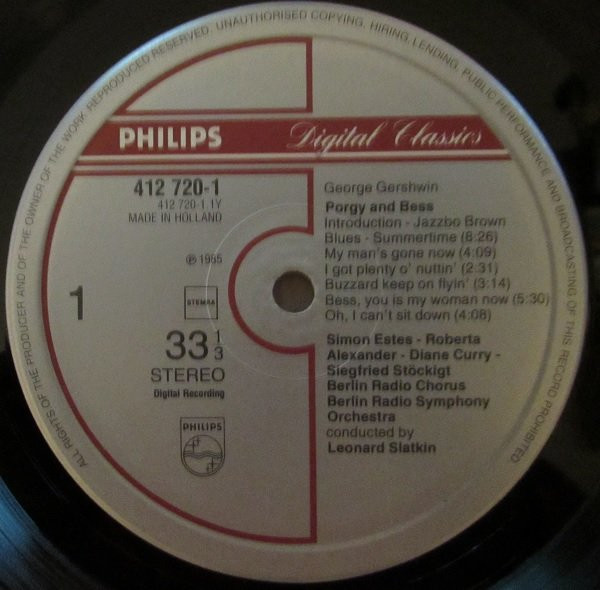 ALL RIGHTS OF THE PRODUCER AND OF THE OWNER OF THE WORK REPRODUCED RESERVED. UNAUTHORISED COPYING, HIRING, LENDING, PUBLIC PERFORMANCE AND BROADCASTING OF THIS RECORD PROHIBITED
PHILIPS Digital Classics
412 720-1
412 720-1.1Y
MADE IN HOLLAND
℗ 1985
1
STEMRA
33 1/3
STEREO
Digital Recording
PHILIPS
George Gershwin
Porgy and Bess
Introduction - Jazzbo Brown
Blues - Summertime (8:26)
My man's gone now (4:09)
I got plenty o' nuttin' (2:31)
Buzzard keep on flyin' (3:14)
Bess, you is my woman now (5:30)
Oh, I can't sit down (4:08)
Simon Estes - Roberta
Alexander - Diane Curry -
Siegfried Stöckigt
Berlin Radio Chorus
Berlin Radio Symphony
Orchestra
conducted by
Leonard Slatkin